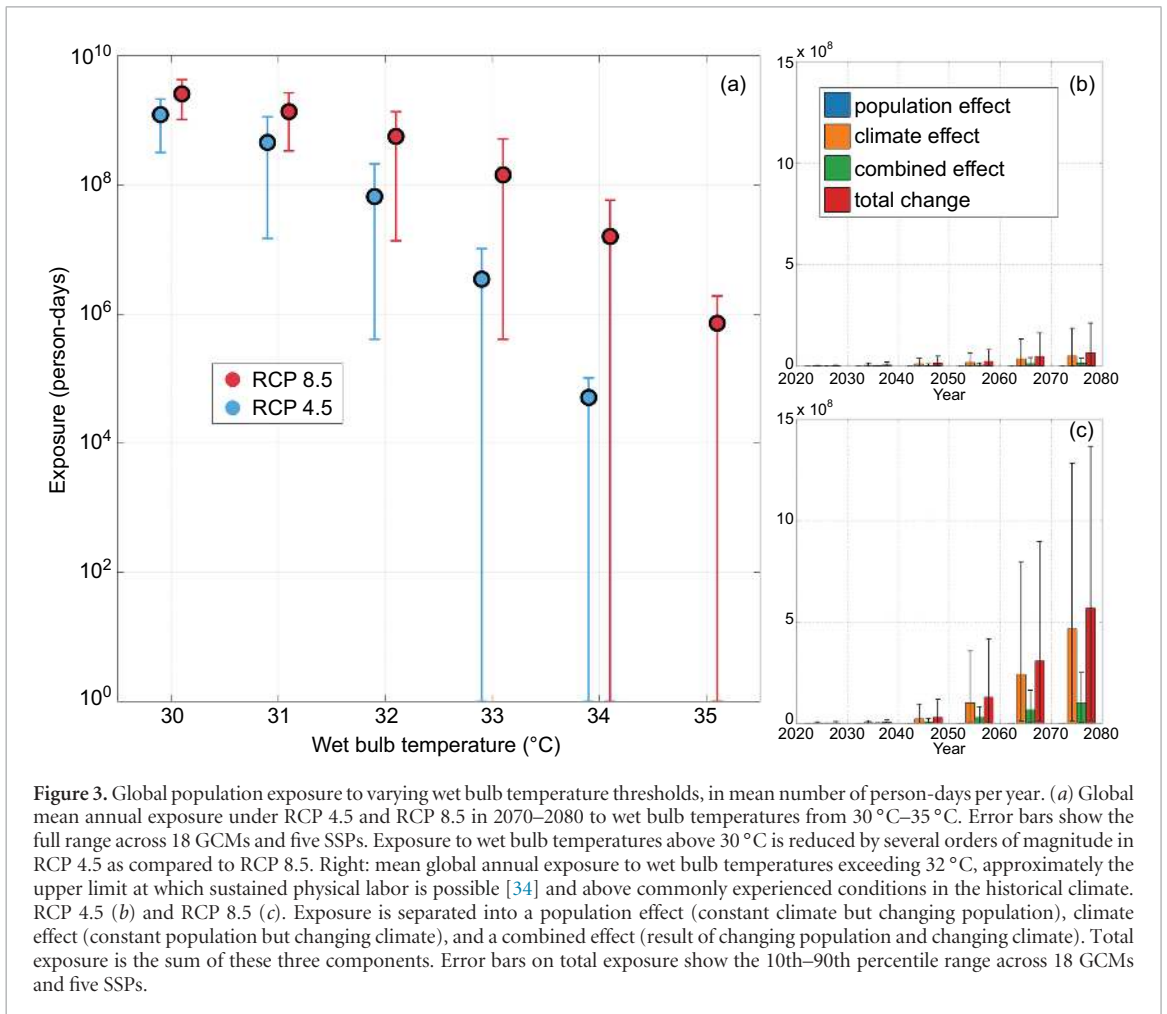 10^10
10^8
10^6
10^4
10^2
10^0
Exposure (person-days)
(a)
RCP 8.5
RCP 4.5
30 31 32 33 34 35
Wet bulb temperature (°C)
x 10^8
15
10
5
0
(b)
population effect
climate effect
combined effect
total change
2020 2030 2040 2050 2060 2070 2080
Year
x 10^8
15
10
5
0
(c)
2020 2030 2040 2050 2060 2070 2080
Year
Figure 3. Global population exposure to varying wet bulb temperature thresholds, in mean number of person-days per year. (a) Global
mean annual exposure under RCP 4.5 and RCP 8.5 in 2070–2080 to wet bulb temperatures from 30 °C–35 °C. Error bars show the
full range across 18 GCMs and five SSPs. Exposure to wet bulb temperatures above 30 °C is reduced by several orders of magnitude in
RCP 4.5 as compared to RCP 8.5. Right: mean global annual exposure to wet bulb temperatures exceeding 32 °C, approximately the
upper limit at which sustained physical labor is possible [34] and above commonly experienced conditions in the historical climate.
RCP 4.5 (b) and RCP 8.5 (c). Exposure is separated into a population effect (constant climate but changing population), climate
effect (constant population but changing climate), and a combined effect (result of changing population and changing climate). Total
exposure is the sum of these three components. Error bars on total exposure show the 10th–90th percentile range across 18 GCMs
and five SSPs.